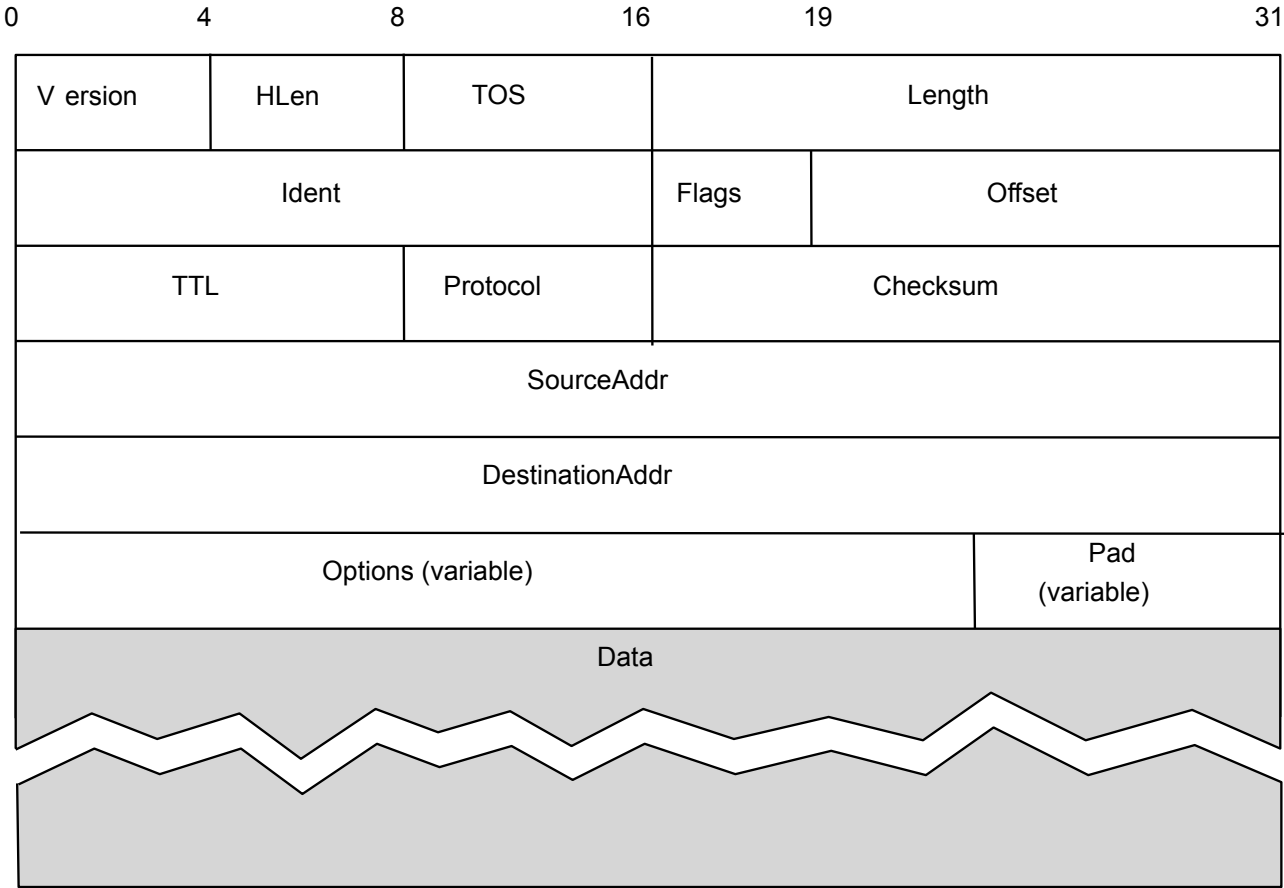 0 4 8 16 19 31
V ersion HLen TOS Length
Ident Flags Offset
TTL Protocol Checksum
SourceAddr
DestinationAddr
Options (variable) Pad
(variable)
Data